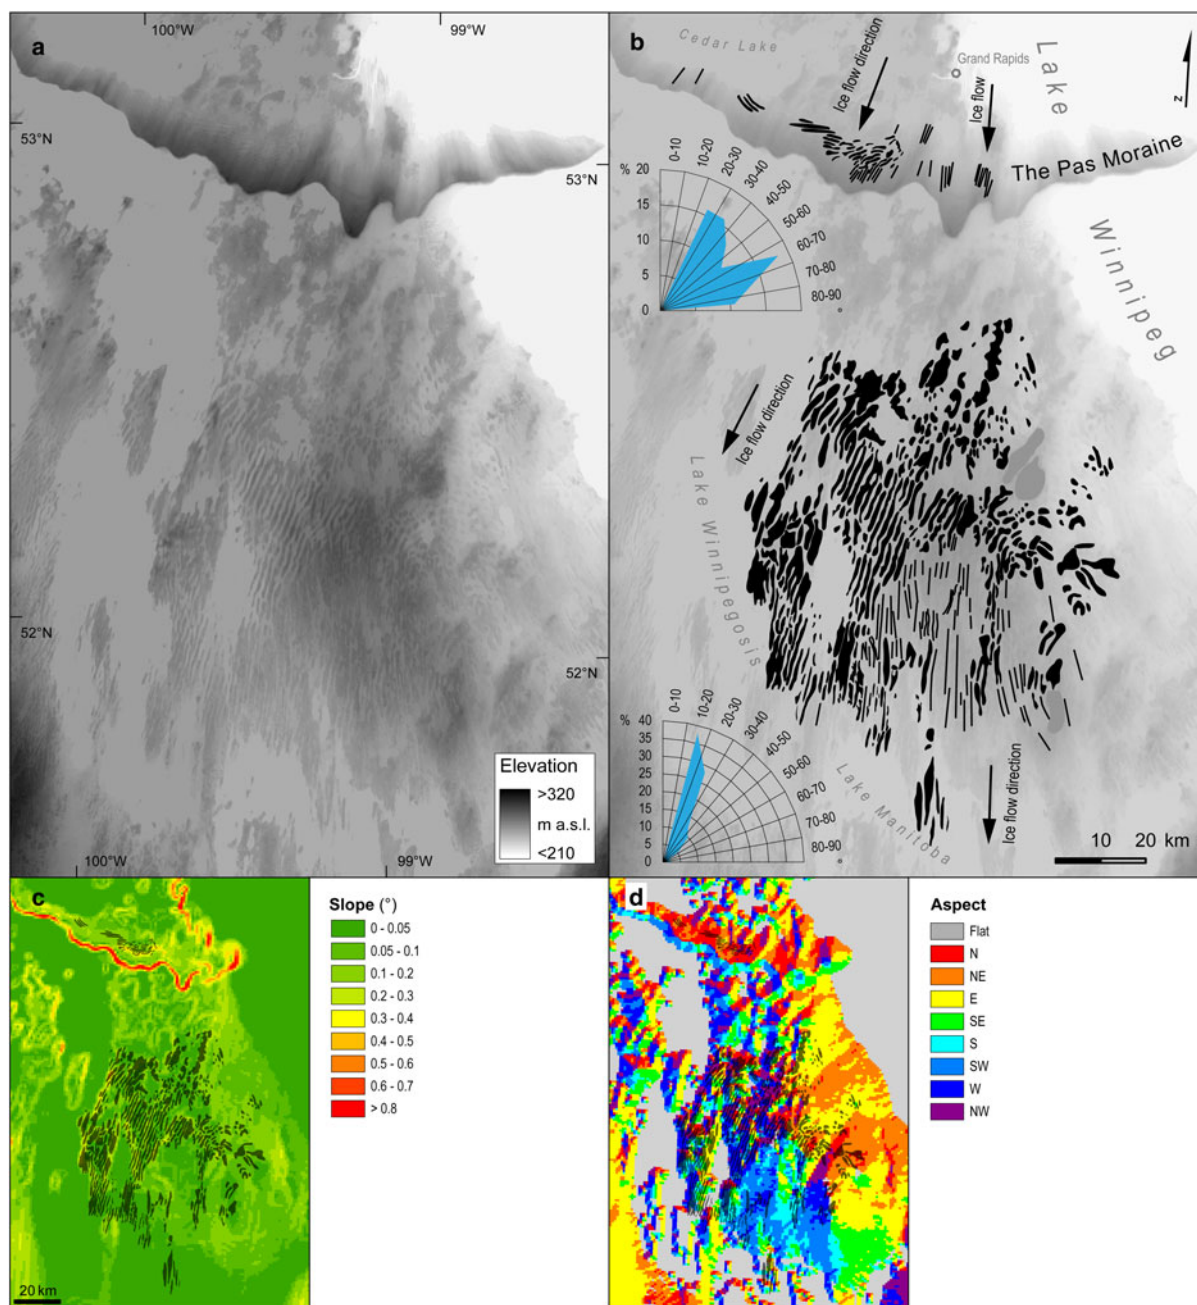 a
100°W
99°W
53°N
53°N
52°N
52°N
100°W
99°W
Elevation
>320
m a.s.l.
<210
b
Cedar Lake
Ice flow direction
Grand Rapids
Ice flow
Lake
Winnipeg
z
The Pas Moraine
%
20
15
10
5
0
0-10
10-20
20-30
30-40
40-50
50-60
60-70
70-80
80-90
Ice flow direction
Lake Winnipegosis
%
40
35
30
25
20
15
10
5
0
0-10
10-20
20-30
30-40
40-50
50-60
60-70
70-80
80-90
Lake Manitoba
Ice flow direction
10 20 km
c
20 km
Slope (°)
0 - 0.05
0.05 - 0.1
0.1 - 0.2
0.2 - 0.3
0.3 - 0.4
0.4 - 0.5
0.5 - 0.6
0.6 - 0.7
> 0.8
d
Aspect
Flat
N
NE
E
SE
S
SW
W
NW